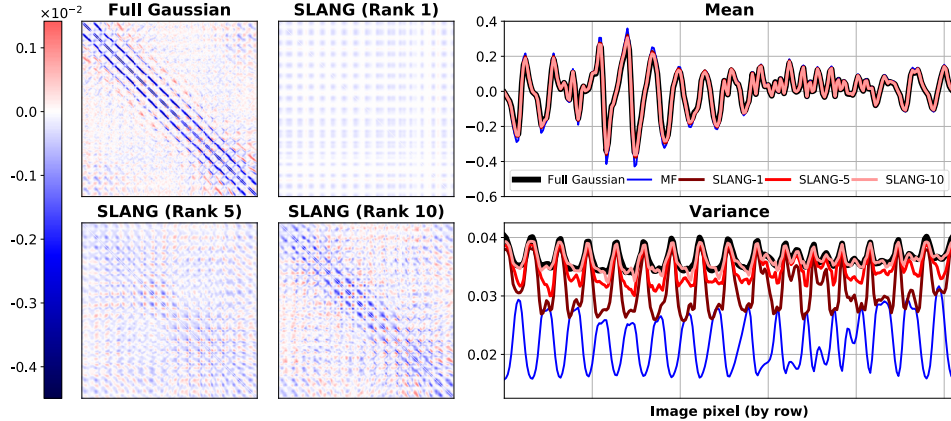 ×10⁻²
Full Gaussian
SLANG (Rank 1)
Mean
0.1
0.0
-0.1
-0.2
-0.3
-0.4
0.4
0.2
0.0
−0.2
−0.4
−0.6
Full Gaussian MF SLANG-1 SLANG-5 SLANG-10
SLANG (Rank 5)
SLANG (Rank 10)
Variance
0.04
0.03
0.02
Image pixel (by row)